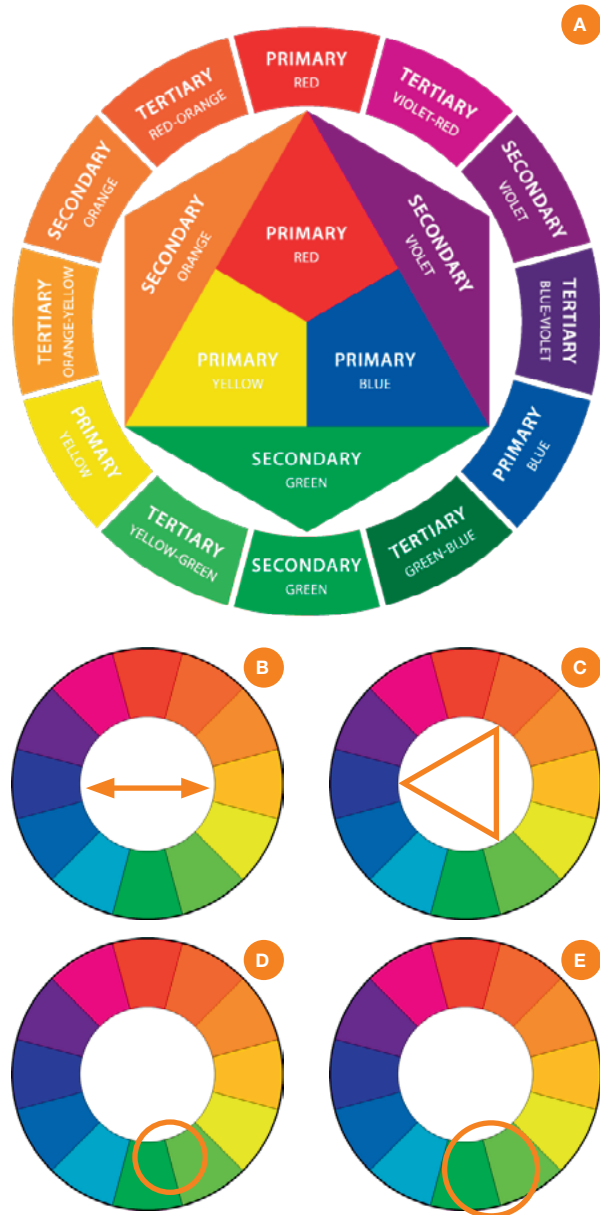 A
PRIMARY
RED
TERTIARY
VIOLET-RED
SECONDARY
VIOLET
TERTIARY
BLUE-VIOLET
PRIMARY
BLUE
TERTIARY
GREEN-BLUE
SECONDARY
GREEN
TERTIARY
YELLOW-GREEN
PRIMARY
YELLOW
TERTIARY
ORANGE-YELLOW
SECONDARY
ORANGE
TERTIARY
RED-ORANGE
PRIMARY
RED
SECONDARY
ORANGE
SECONDARY
VIOLET
PRIMARY
YELLOW
PRIMARY
BLUE
SECONDARY
GREEN
B
C
D
E